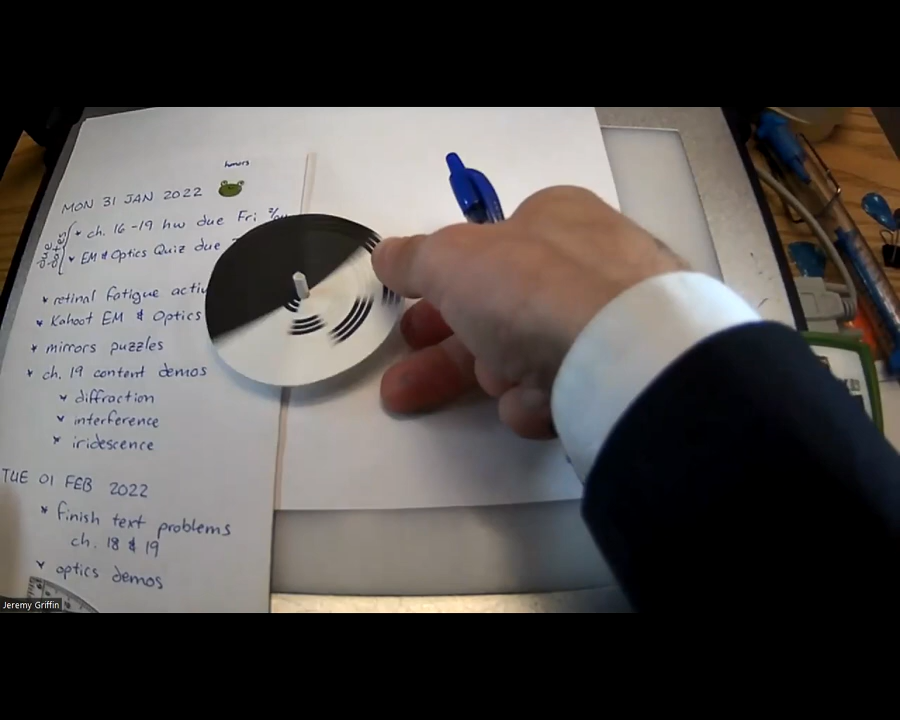 honors
MON 31 JAN 2022
due dates
* ch. 16-19 hw due Fri
* EM & Optics Quiz due
* retinal fatigue
* Kahoot EM & Optics
* mirrors puzzles
* ch. 19 content demos
* diffraction
* interference
* iridescence
TUE 01 FEB 2022
* finish text problems
ch. 18 & 19
* optics demos
Jeremy Griffin